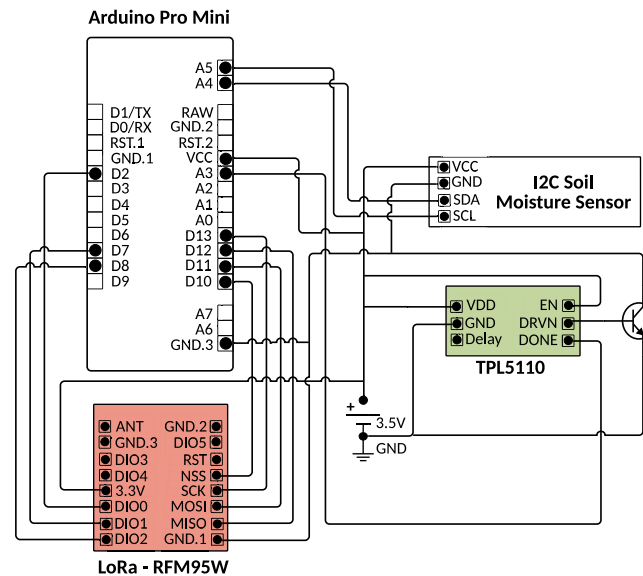 Arduino Pro Mini
A5
A4
D1/TX RAW
D0/RX GND.2
RST.1 RST.2
GND.1 VCC
D2 A3
D3 A2
D4 A1
D5 A0
D6 D13
D7 D12
D8 D11
D9 D10
A7
A6
GND.3
VCC
GND
SDA
SCL
I2C Soil
Moisture Sensor
VDD EN
GND DRVN
Delay DONE
TPL5110
+
3.5V
GND
ANT GND.2
GND.3 DIO5
DIO3 RST
DIO4 NSS
3.3V SCK
DIO0 MOSI
DIO1 MISO
DIO2 GND.1
LoRa - RFM95W